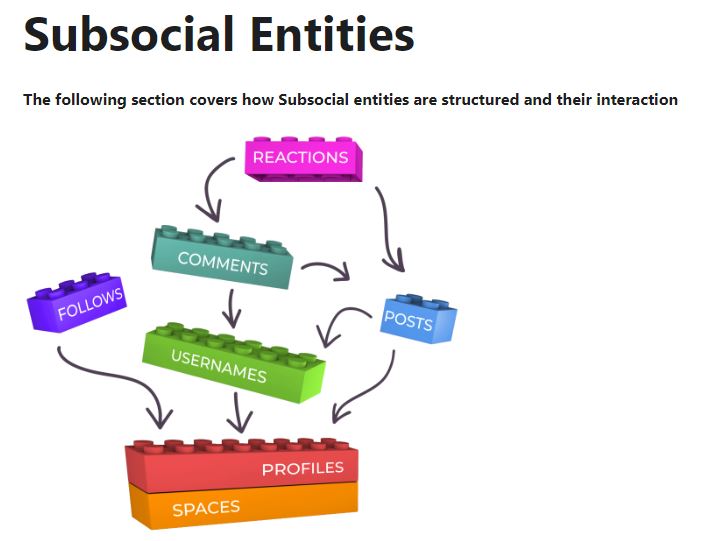 Subsocial Entities
The following section covers how Subsocial entities are structured and their interaction
REACTIONS
COMMENTS
FOLLOWS
POSTS
USERNAMES
PROFILES
SPACES